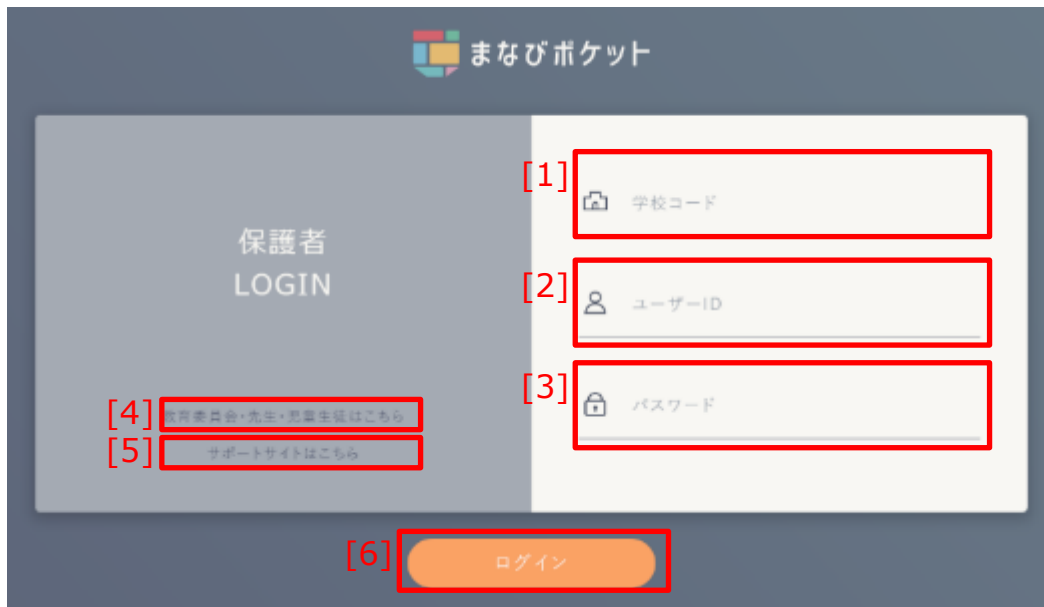 まなびポケット
保護者
LOGIN
[4] 教育委員会・先生・児童生徒はこちら
[5] サポートサイトはこちら
[1] 学校コード
[2] ユーザーID
[3] パスワード
[6] ログイン